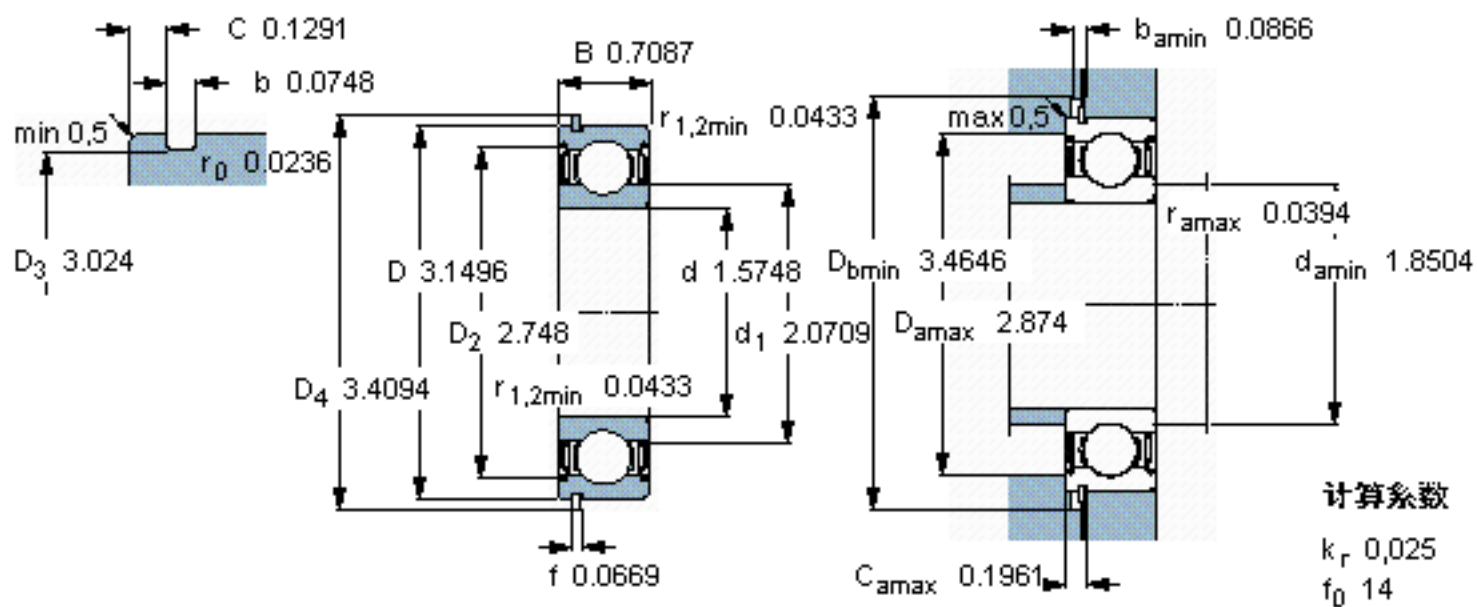 C 0.1291
b 0.0748
min 0,5
r0 0.0236
D3 3.024
B 0.7087
r1,2min 0.0433
D 3.1496
d 1.5748
D2 2.748
d1 2.0709
D4 3.4094
r1,2min 0.0433
f 0.0669
bamin 0.0866
max 0,5
ramax 0.0394
Dbmin 3.4646
damin 1.8504
Damax 2.874
Camax 0.1961
计算系数
kr 0,025
f0 14